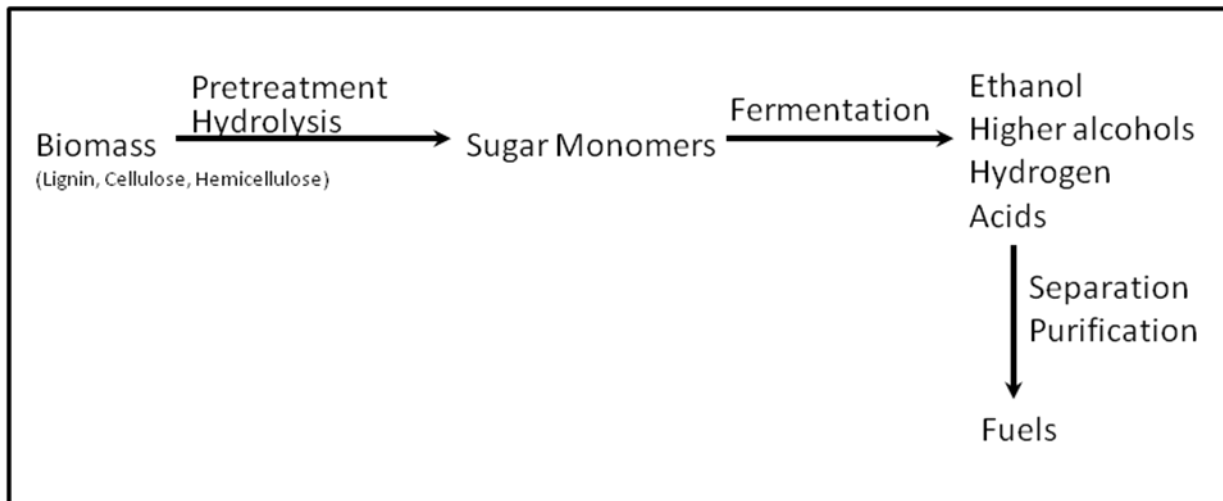 Pretreatment
Hydrolysis
Biomass
(Lignin, Cellulose, Hemicellulose)
Sugar Monomers
Fermentation
Ethanol
Higher alcohols
Hydrogen
Acids
Separation
Purification
Fuels